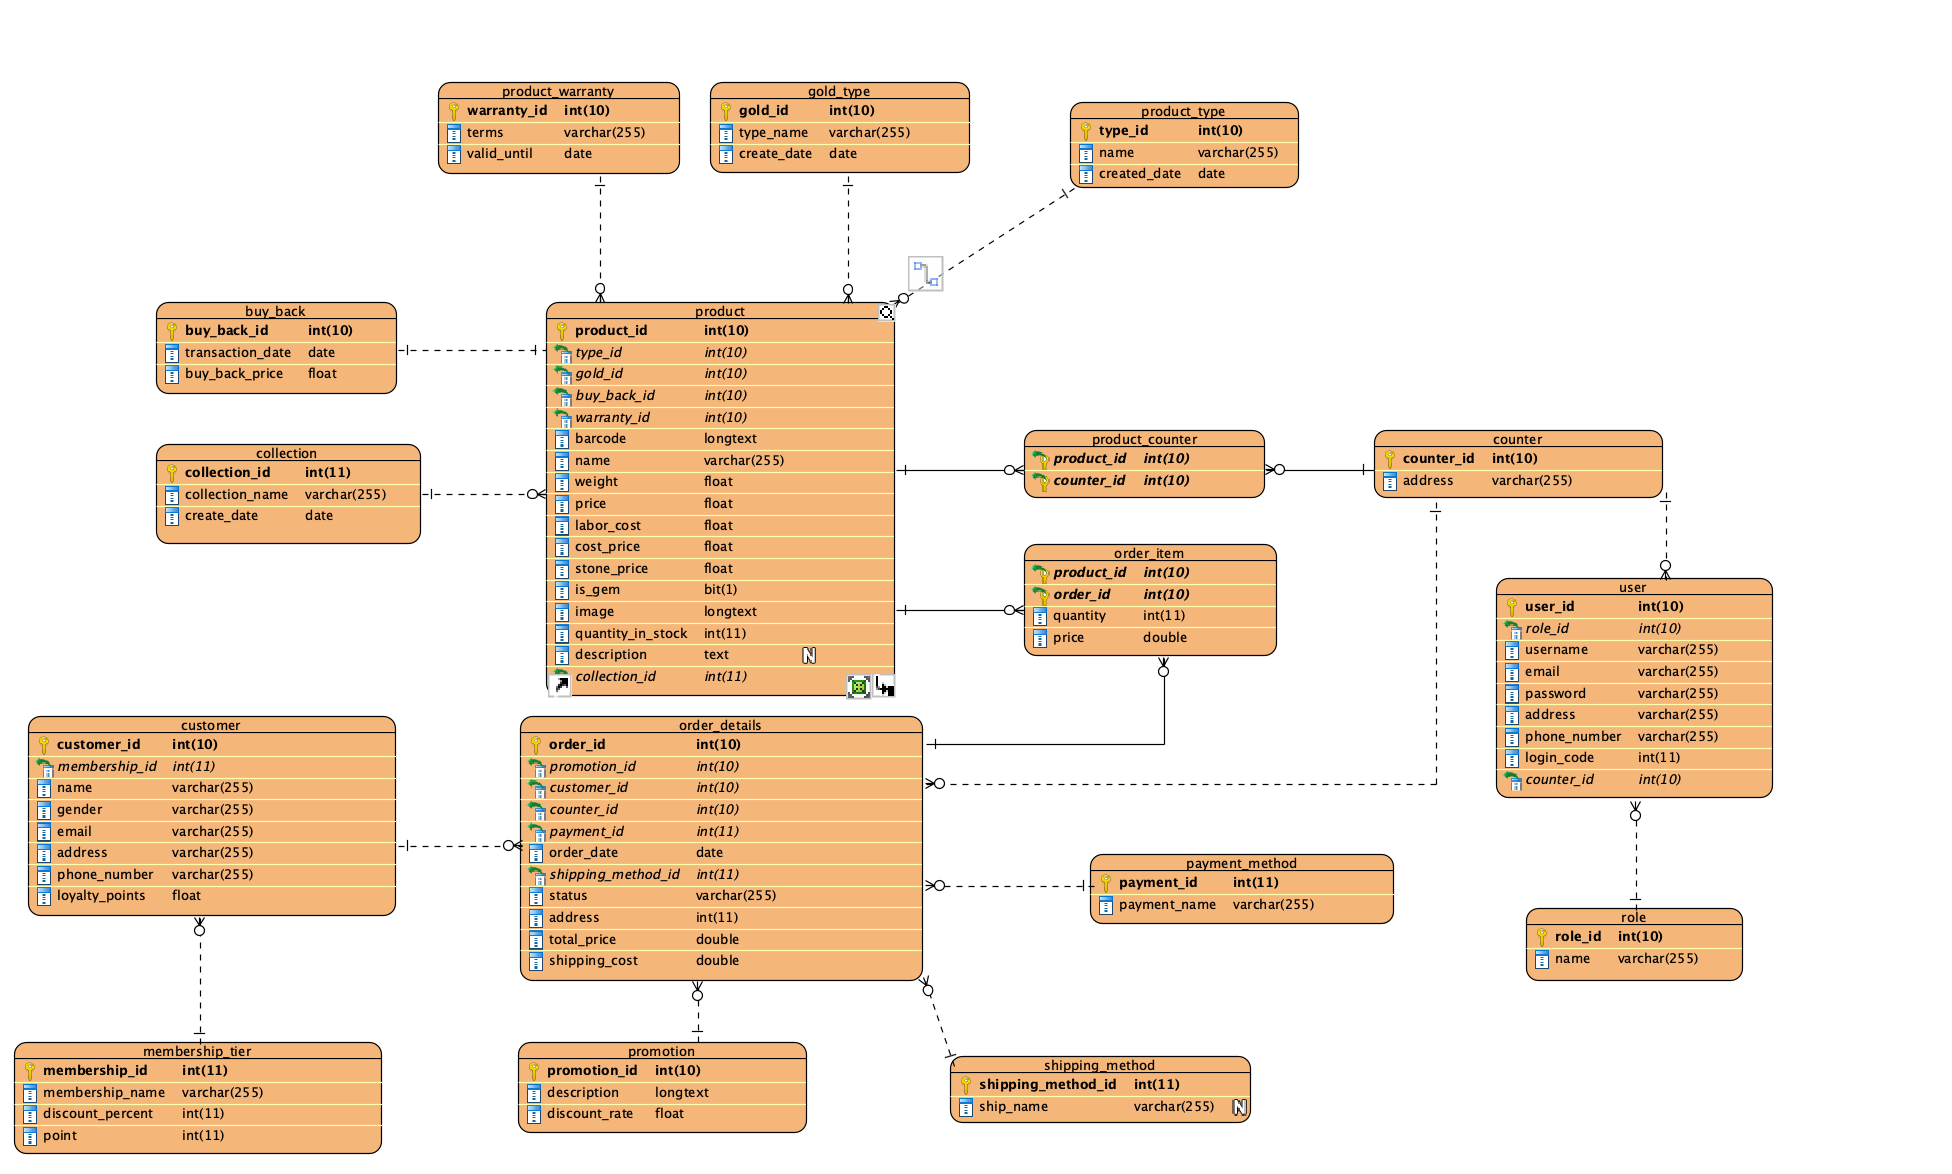 product_warranty
warranty_id int(10)
terms varchar(255)
valid_until date
gold_type
gold_id int(10)
type_name varchar(255)
create_date date
product_type
type_id int(10)
name varchar(255)
created_date date
buy_back
buy_back_id int(10)
transaction_date date
buy_back_price float
collection
collection_id int(11)
collection_name varchar(255)
create_date date
product
product_id int(10)
type_id int(10)
gold_id int(10)
buy_back_id int(10)
warranty_id int(10)
barcode longtext
name varchar(255)
weight float
price float
labor_cost float
cost_price float
stone_price float
is_gem bit(1)
image longtext
quantity_in_stock int(11)
description text N
collection_id int(11)
product_counter
product_id int(10)
counter_id int(10)
counter
counter_id int(10)
address varchar(255)
order_item
product_id int(10)
order_id int(10)
quantity int(11)
price double
user
user_id int(10)
role_id int(10)
username varchar(255)
email varchar(255)
password varchar(255)
address varchar(255)
phone_number varchar(255)
login_code int(11)
counter_id int(10)
customer
customer_id int(10)
membership_id int(11)
name varchar(255)
gender varchar(255)
email varchar(255)
address varchar(255)
phone_number varchar(255)
loyalty_points float
order_details
order_id int(10)
promotion_id int(10)
customer_id int(10)
counter_id int(10)
payment_id int(11)
order_date date
shipping_method_id int(11)
status varchar(255)
address int(11)
total_price double
shipping_cost double
payment_method
payment_id int(11)
payment_name varchar(255)
role
role_id int(10)
name varchar(255)
membership_tier
membership_id int(11)
membership_name varchar(255)
discount_percent int(11)
point int(11)
promotion
promotion_id int(10)
description longtext
discount_rate float
shipping_method
shipping_method_id int(11)
ship_name varchar(255) N